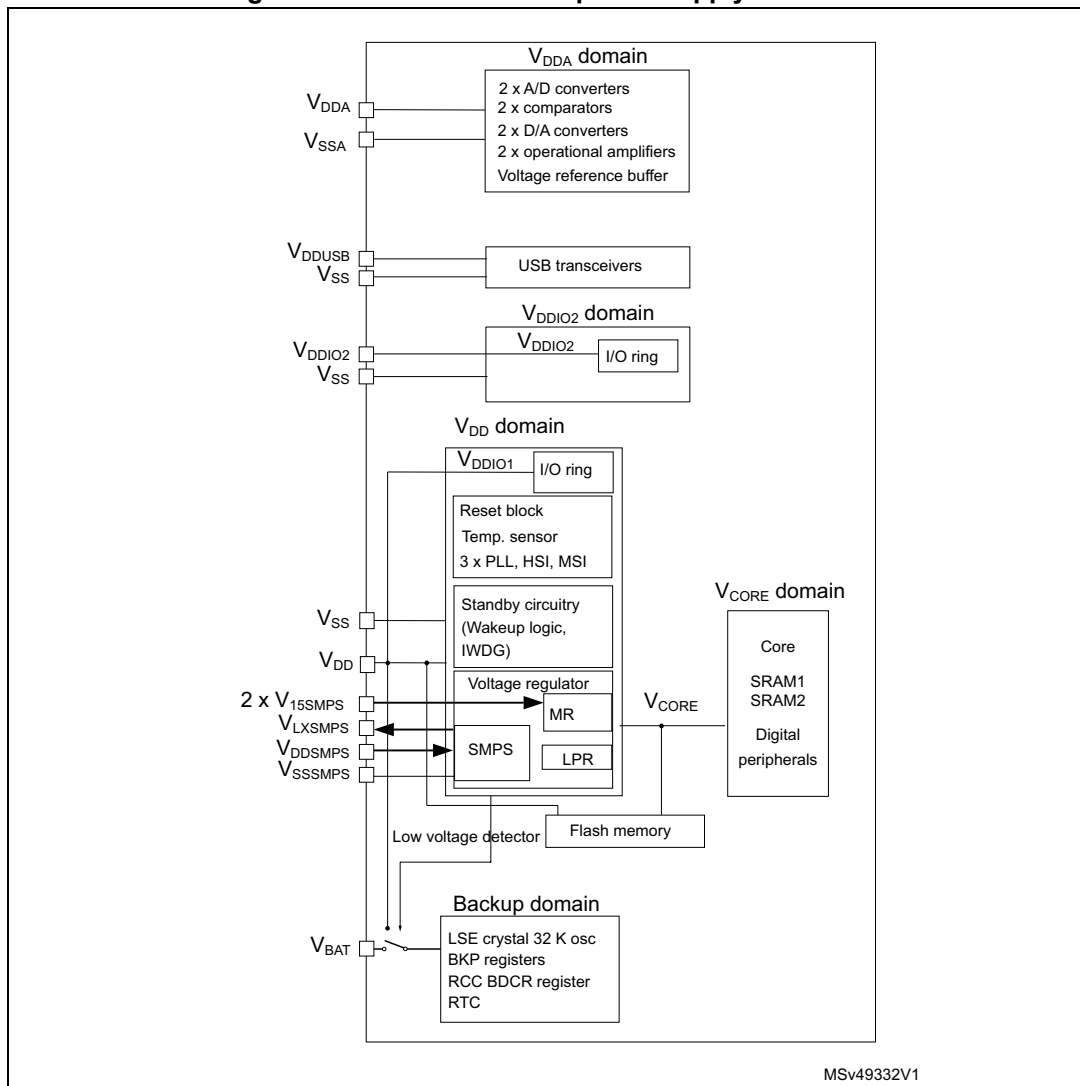 V_DDA domain
V_DDA
V_SSA
2 x A/D converters
2 x comparators
2 x D/A converters
2 x operational amplifiers
Voltage reference buffer
V_DDUSB
V_SS
USB transceivers
V_DDIO2 domain
V_DDIO2
V_SS
V_DDIO2
I/O ring
V_DD domain
V_DDIO1
I/O ring
Reset block
Temp. sensor
3 x PLL, HSI, MSI
Standby circuitry
(Wakeup logic,
IWDG)
V_SS
V_DD
Voltage regulator
2 x V_15SMPS
V_LXSMPS
V_DDSMPS
V_SSSMPS
MR
SMPS
LPR
V_CORE
V_CORE domain
Core
SRAM1
SRAM2
Digital
peripherals
Low voltage detector
Flash memory
Backup domain
V_BAT
LSE crystal 32 K osc
BKP registers
RCC BDCR register
RTC
MSv49332V1